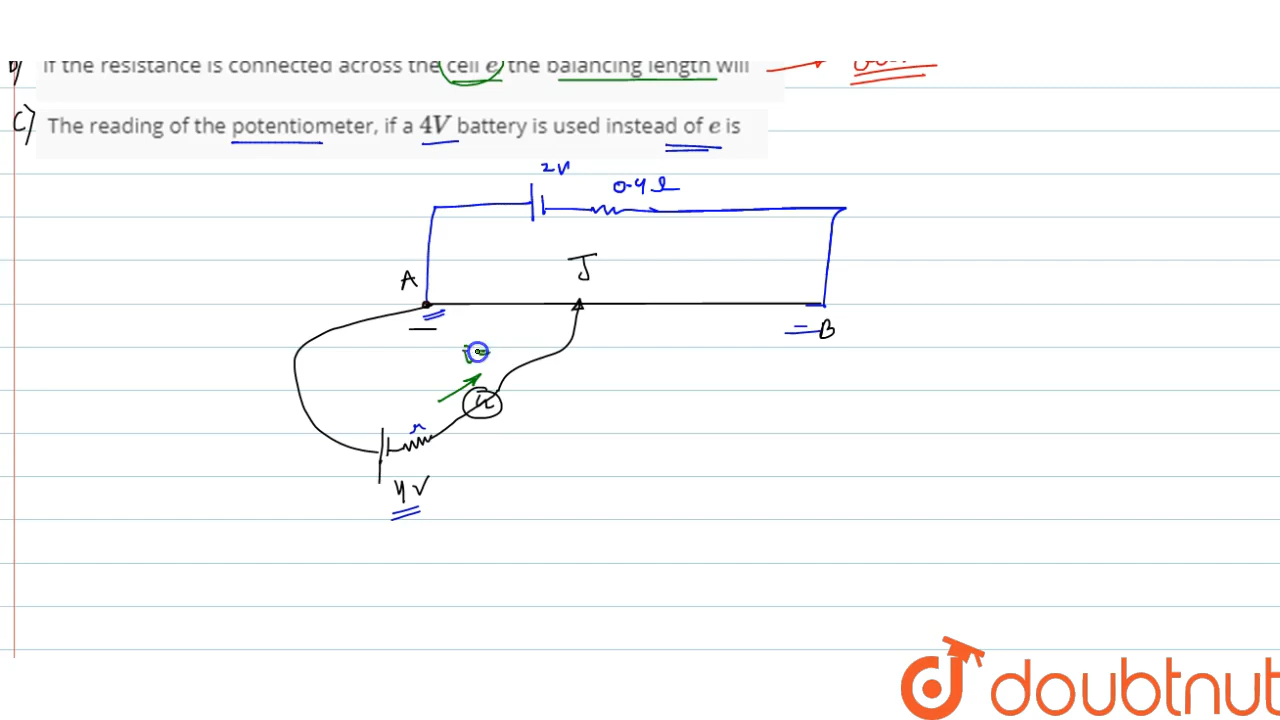 If the resistance is connected across the cell e the balancing length will
C) The reading of the potentiometer, if a 4V battery is used instead of e is
2V
0.4Ω
J
A
B
r
4V
doubtnut